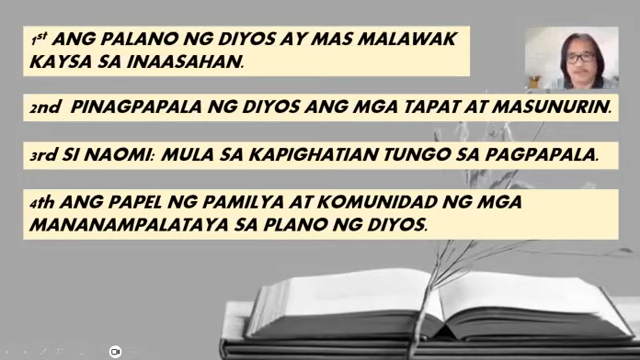 1st ANG PALANO NG DIYOS AY MAS MALAWAK
KAYSA SA INAASAHAN.
2nd PINAGPAPALA NG DIYOS ANG MGA TAPAT AT MASUNURIN.
3rd SI NAOMI: MULA SA KAPIGHATIAN TUNGO SA PAGPAPALA.
4th ANG PAPEL NG PAMILYA AT KOMUNIDAD NG MGA
MANANAMPALATAYA SA PLANO NG DIYOS.